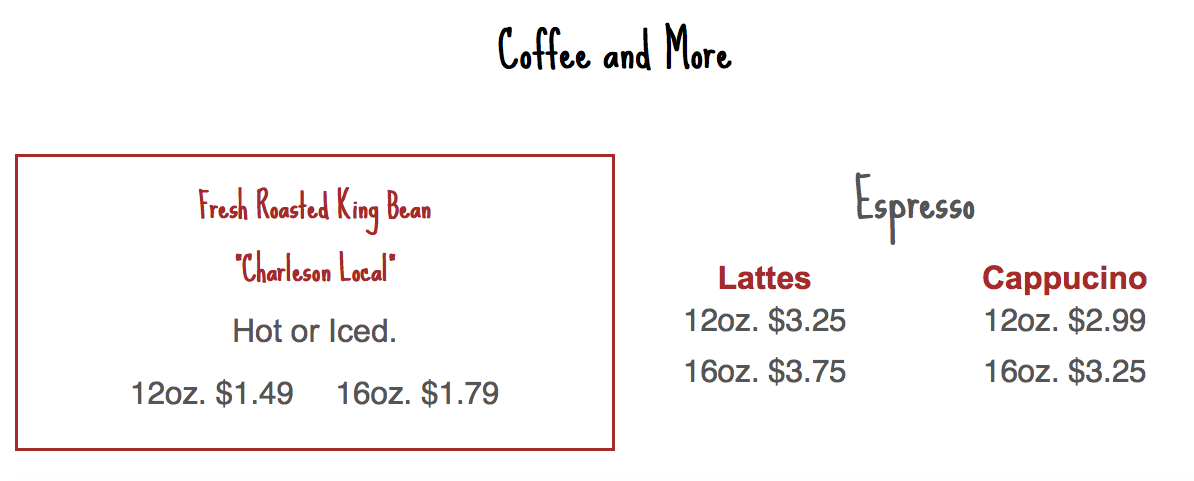 Coffee and More
Fresh Roasted King Bean
"Charleson Local"
Hot or Iced.
12oz. $1.49 16oz. $1.79
Espresso
Lattes
12oz. $3.25
16oz. $3.75
Cappucino
12oz. $2.99
16oz. $3.25